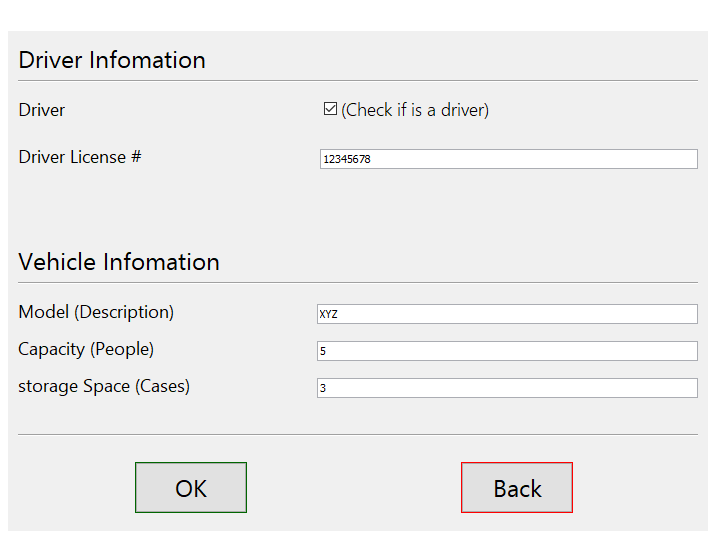 Driver Infomation
Driver (Check if is a driver)
Driver License # 12345678
Vehicle Infomation
Model (Description) XYZ
Capacity (People) 5
storage Space (Cases) 3
OK Back